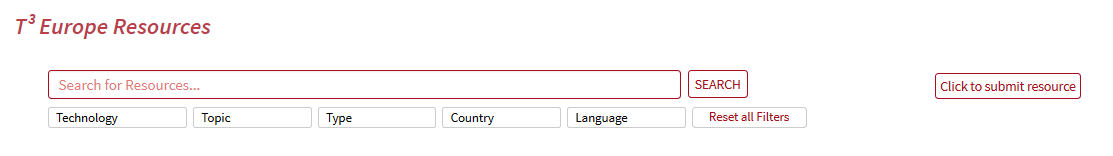 T³ Europe Resources
Search for Resources... SEARCH Click to submit resource
Technology Topic Type Country Language Reset all Filters